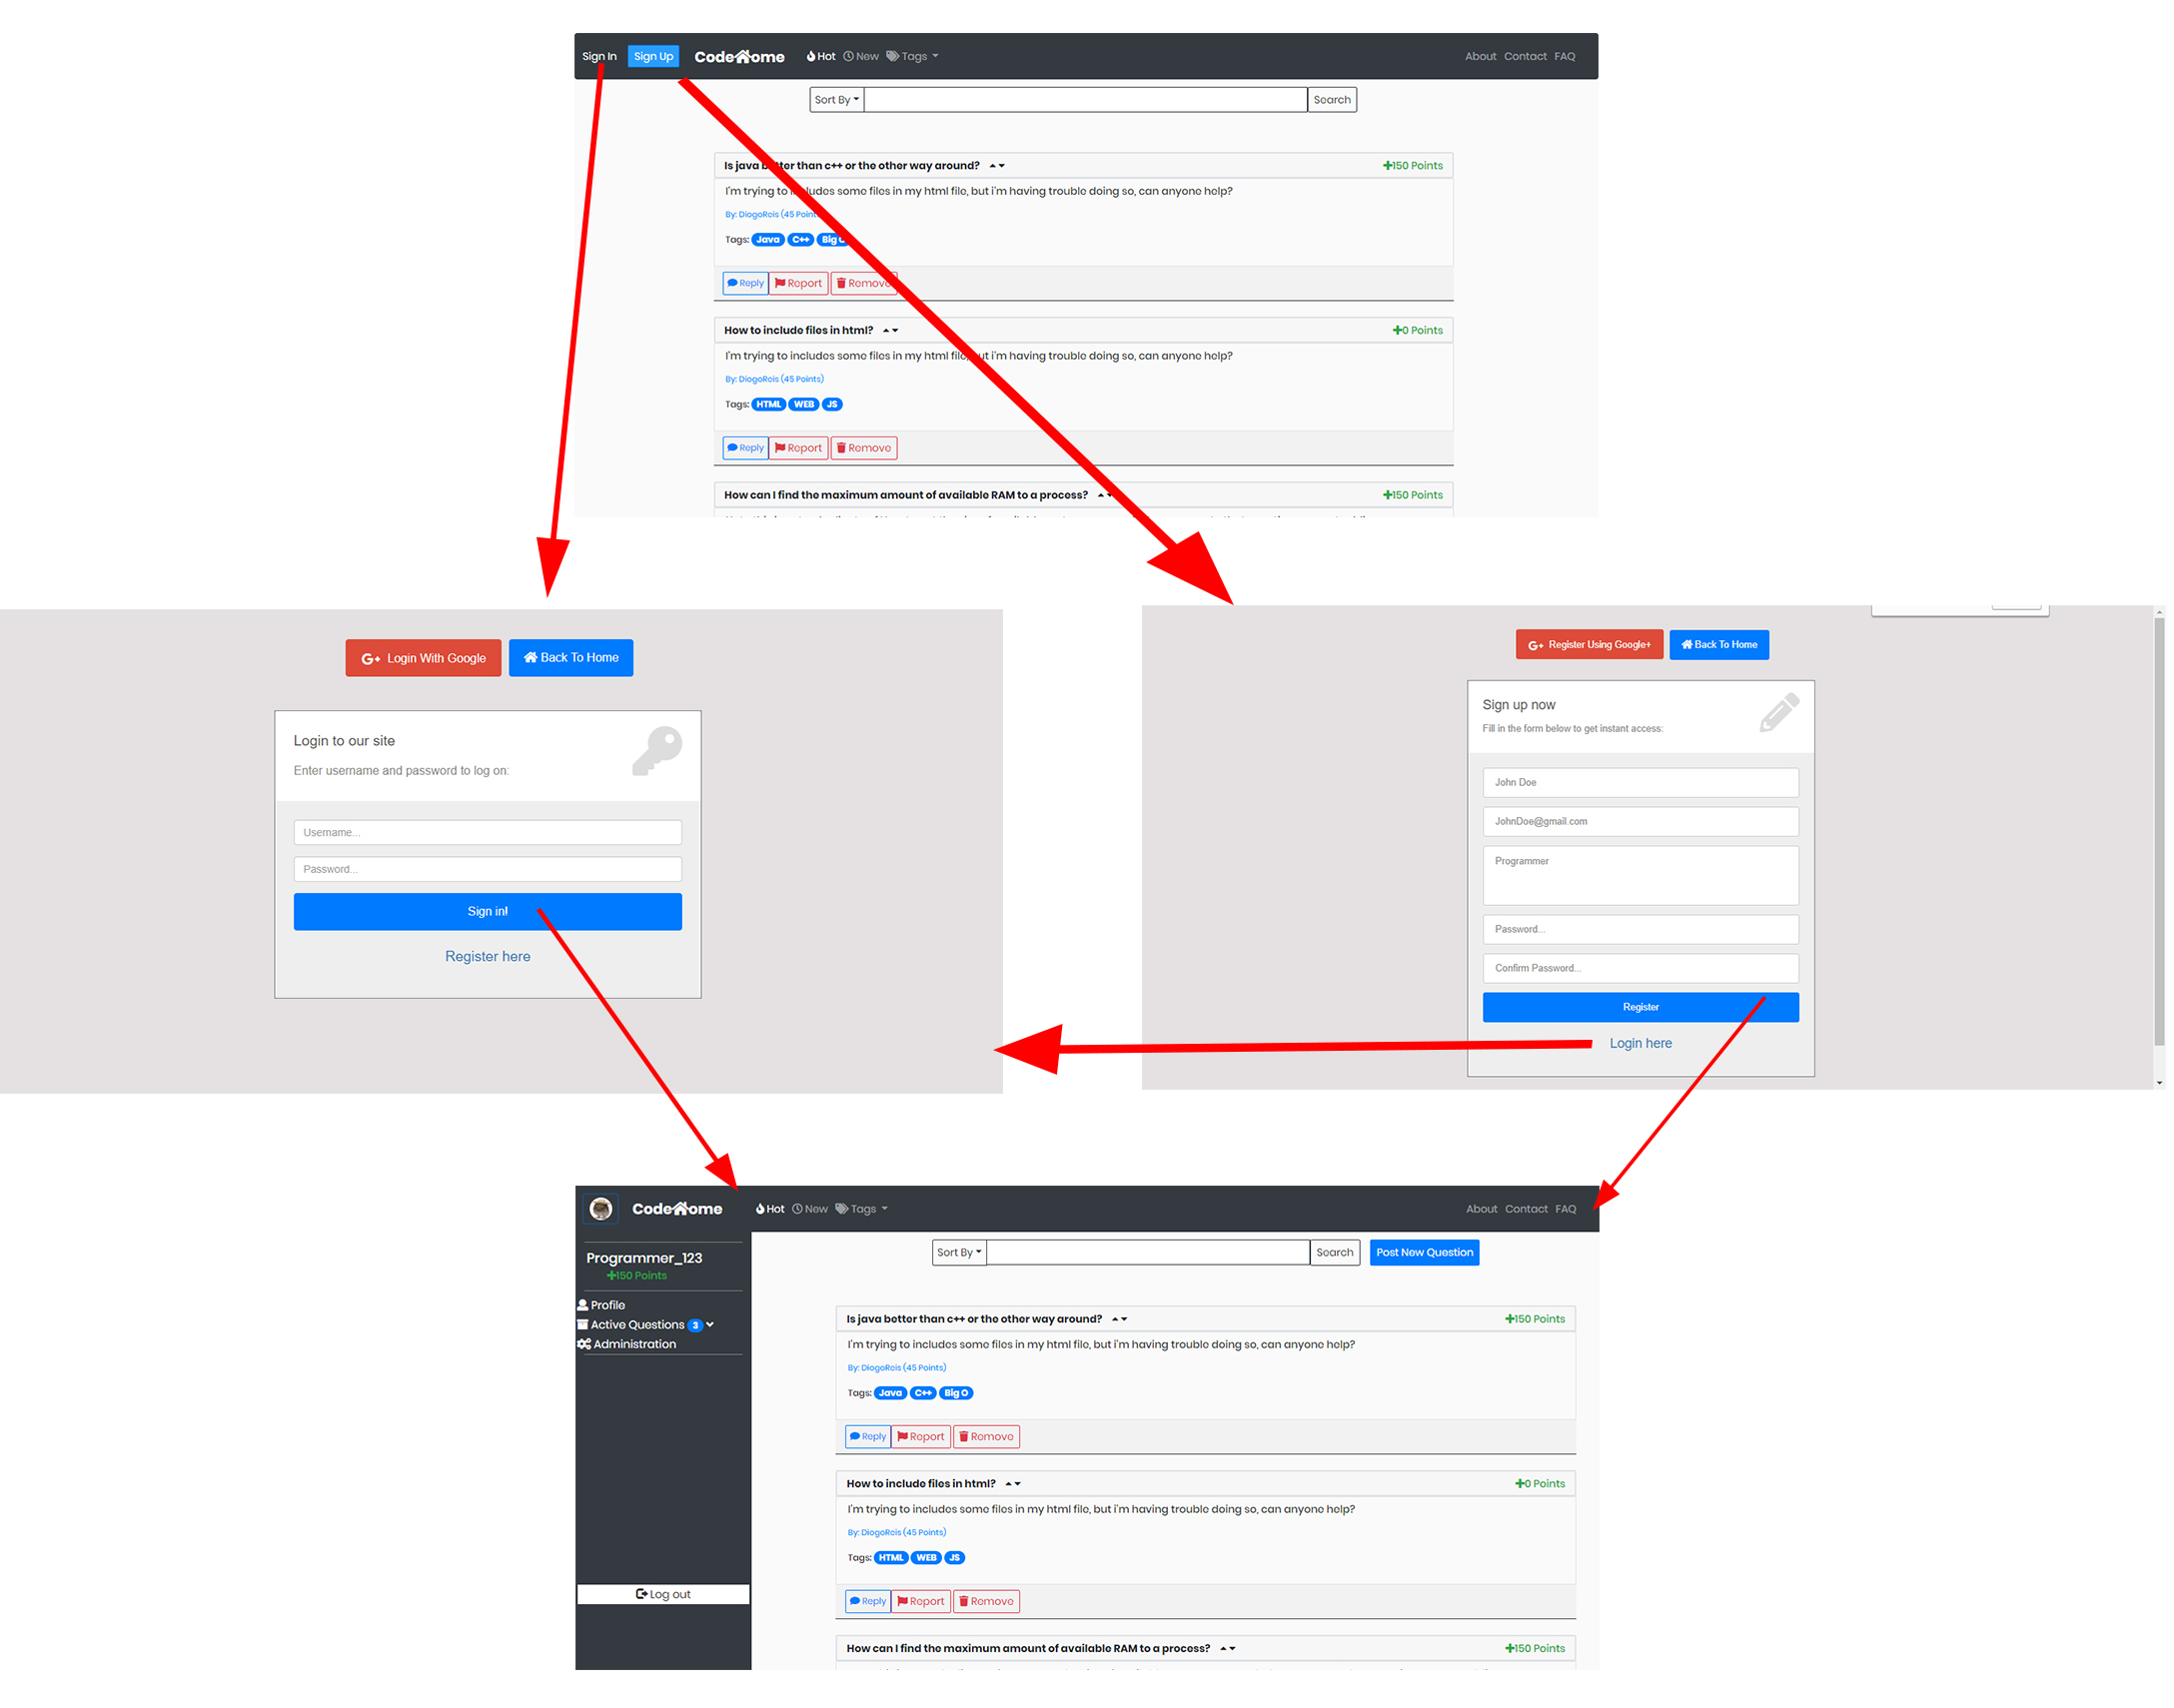 Sign In Sign Up CodeHome Hot New Tags About Contact FAQ
Sort By Search
Is java better than c++ or the other way around? +150 Points
I'm trying to includes some files in my html file, but i'm having trouble doing so, can anyone help?
By: DiogoReis (45 Points)
Tags: Java C++ Big O
Reply Report Remove
How to include files in html? +0 Points
I'm trying to includes some files in my html file, but i'm having trouble doing so, can anyone help?
By: DiogoReis (45 Points)
Tags: HTML WEB JS
Reply Report Remove
How can I find the maximum amount of available RAM to a process? +150 Points
G+ Login With Google Back To Home
Login to our site
Enter username and password to log on:
Username...
Password...
Sign in!
Register here
G+ Register Using Google+ Back To Home
Sign up now
Fill in the form below to get instant access:
John Doe
JohnDoe@gmail.com
Programmer
Password...
Confirm Password...
Register
Login here
CodeHome Hot New Tags About Contact FAQ
Programmer_123
+150 Points
Profile
Active Questions 3
Administration
Log out
Sort By Search Post New Question
Is java better than c++ or the other way around? +150 Points
I'm trying to includes some files in my html file, but i'm having trouble doing so, can anyone help?
By: DiogoReis (45 Points)
Tags: Java C++ Big O
Reply Report Remove
How to include files in html? +0 Points
I'm trying to includes some files in my html file, but i'm having trouble doing so, can anyone help?
By: DiogoReis (45 Points)
Tags: HTML WEB JS
Reply Report Remove
How can I find the maximum amount of available RAM to a process? +150 Points